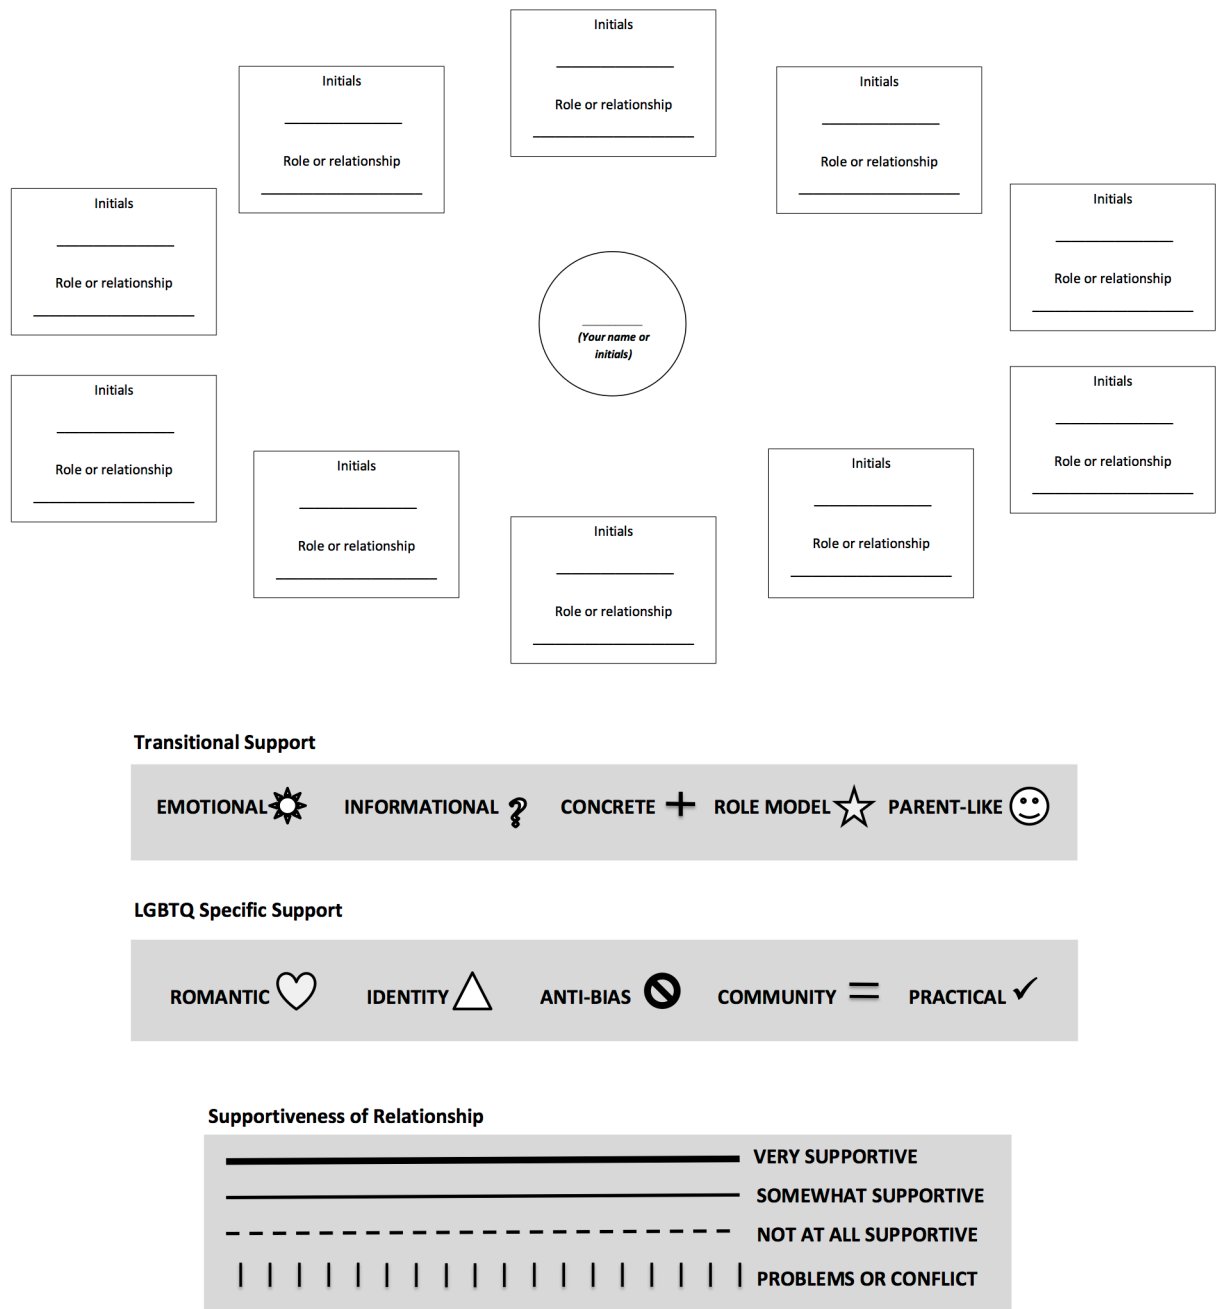 Initials
Role or relationship
Initials
Role or relationship
Initials
Role or relationship
Initials
Role or relationship
Initials
Role or relationship
(Your name or
initials)
Initials
Role or relationship
Initials
Role or relationship
Initials
Role or relationship
Initials
Role or relationship
Initials
Role or relationship
Transitional Support
EMOTIONAL INFORMATIONAL CONCRETE ROLE MODEL PARENT-LIKE
LGBTQ Specific Support
ROMANTIC IDENTITY ANTI-BIAS COMMUNITY PRACTICAL
Supportiveness of Relationship
VERY SUPPORTIVE
SOMEWHAT SUPPORTIVE
NOT AT ALL SUPPORTIVE
PROBLEMS OR CONFLICT